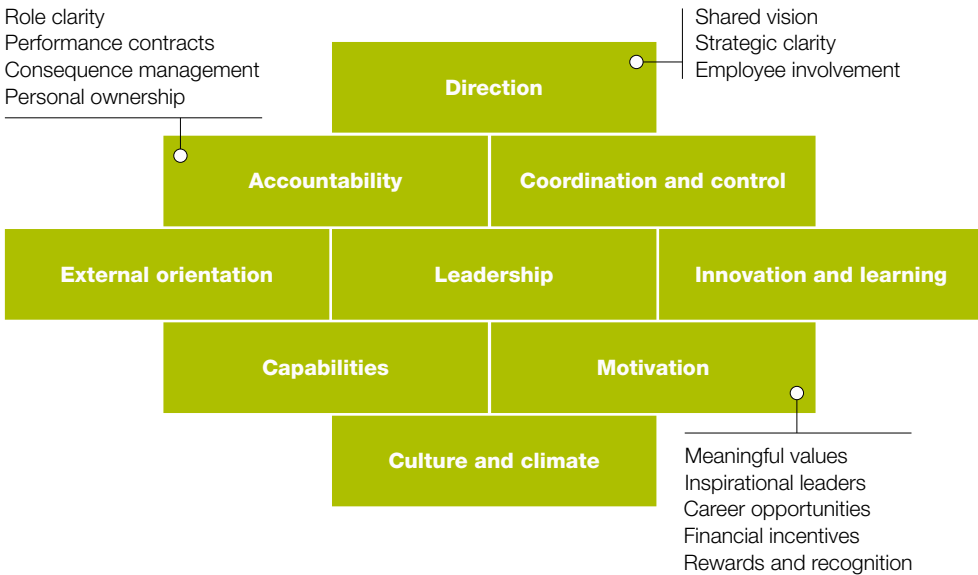 Role clarity
Performance contracts
Consequence management
Personal ownership
Shared vision
Strategic clarity
Employee involvement
Direction
Accountability
Coordination and control
External orientation
Leadership
Innovation and learning
Capabilities
Motivation
Culture and climate
Meaningful values
Inspirational leaders
Career opportunities
Financial incentives
Rewards and recognition